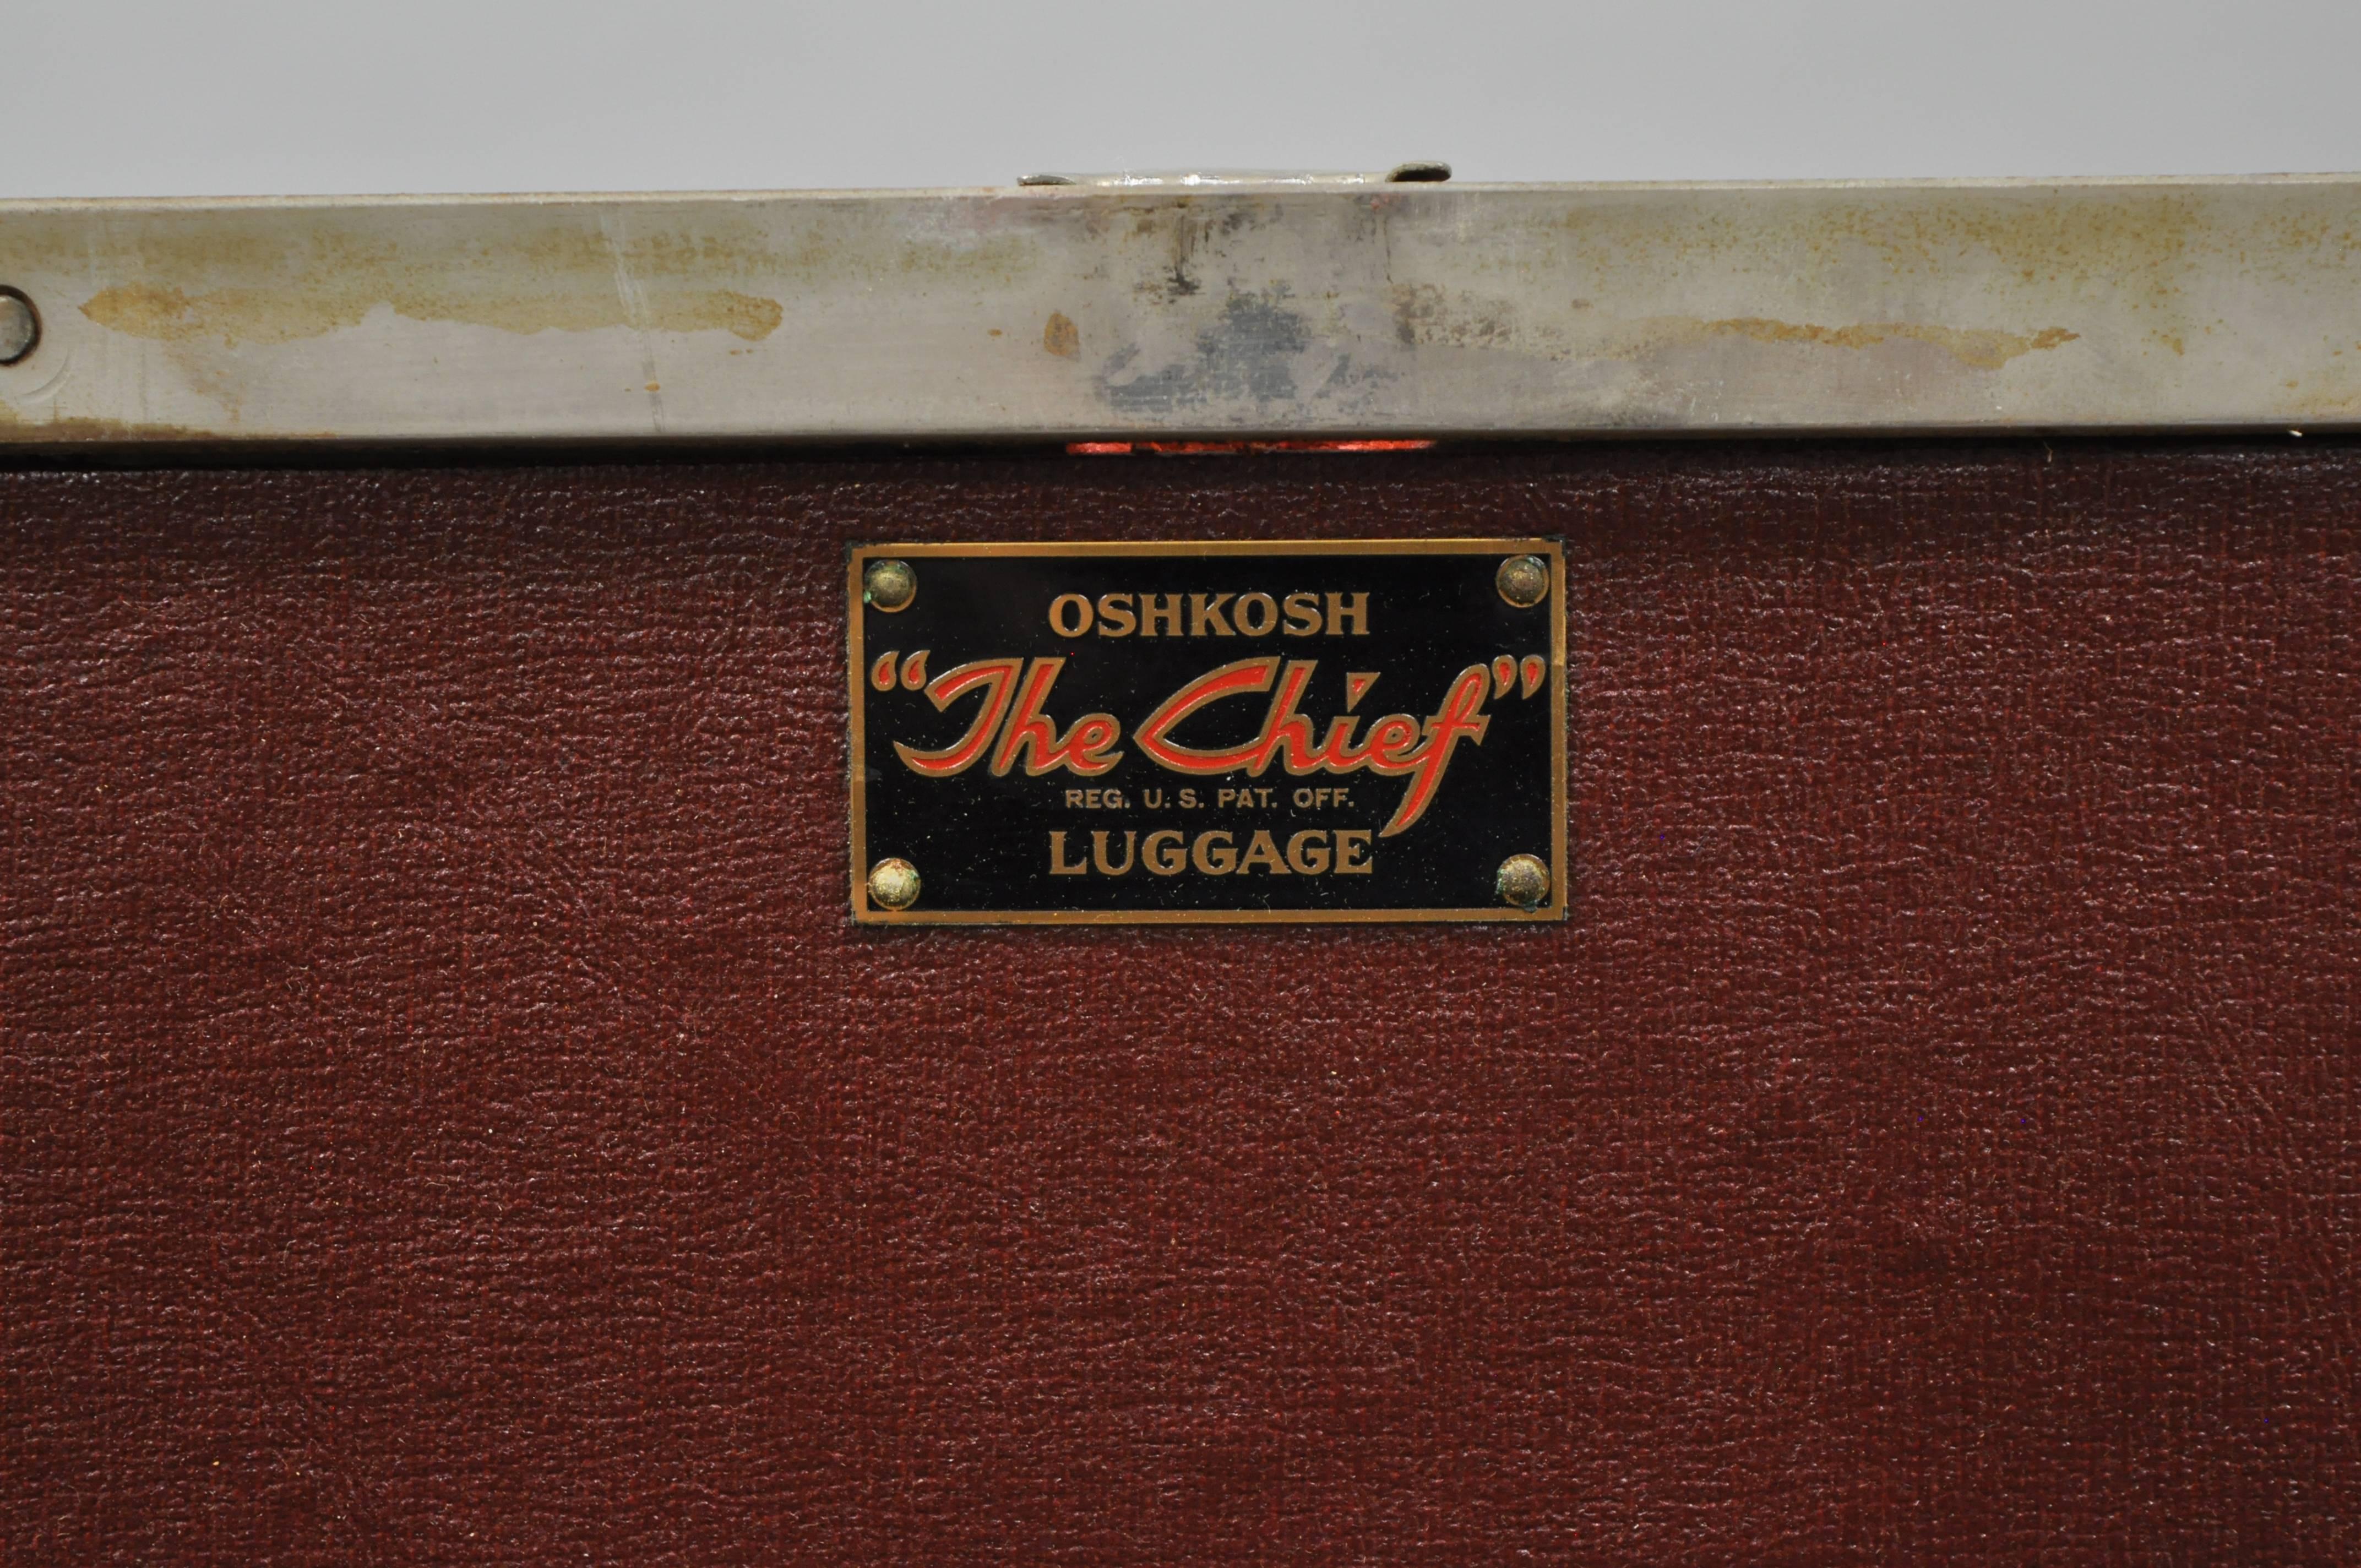 OSHKOSH
“The Chief”
REG. U.S. PAT. OFF.
LUGGAGE